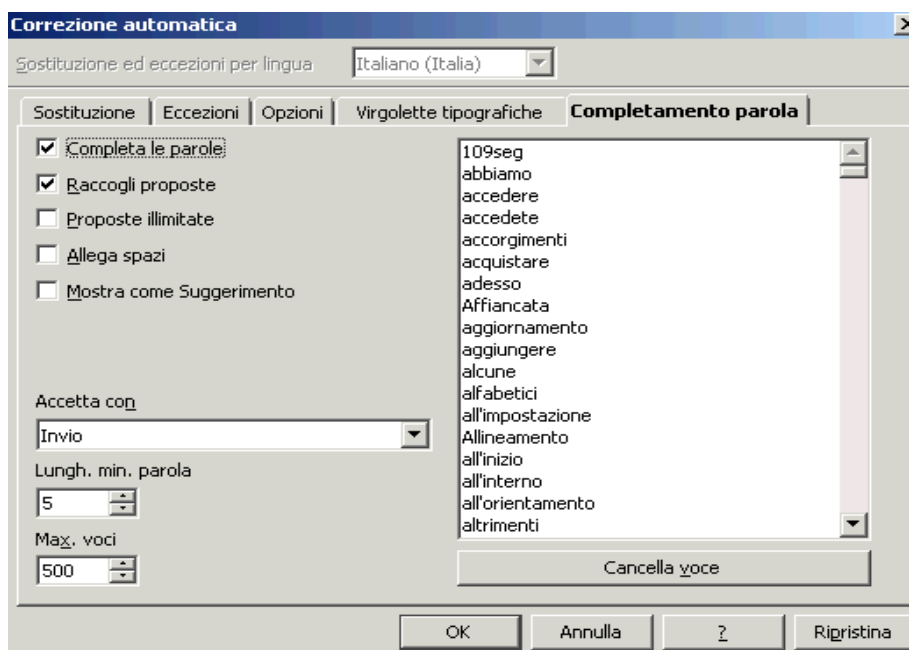 Correzione automatica
Sostituzione ed eccezioni per lingua Italiano (Italia)
Sostituzione Eccezioni Opzioni Virgolette tipografiche Completamento parola
Completa le parole
Raccogli proposte
Proposte illimitate
Allega spazi
Mostra come Suggerimento
Accetta con
Invio
Lungh. min. parola
5
Max. voci
500
109seg
abbiamo
accedere
accedete
accorgimenti
acquistare
adesso
Affiancata
aggiornamento
aggiungere
alcune
alfabetici
all'impostazione
Allineamento
all'inizio
all'interno
all'orientamento
altrimenti
Cancella voce
OK Annulla ? Ripristina